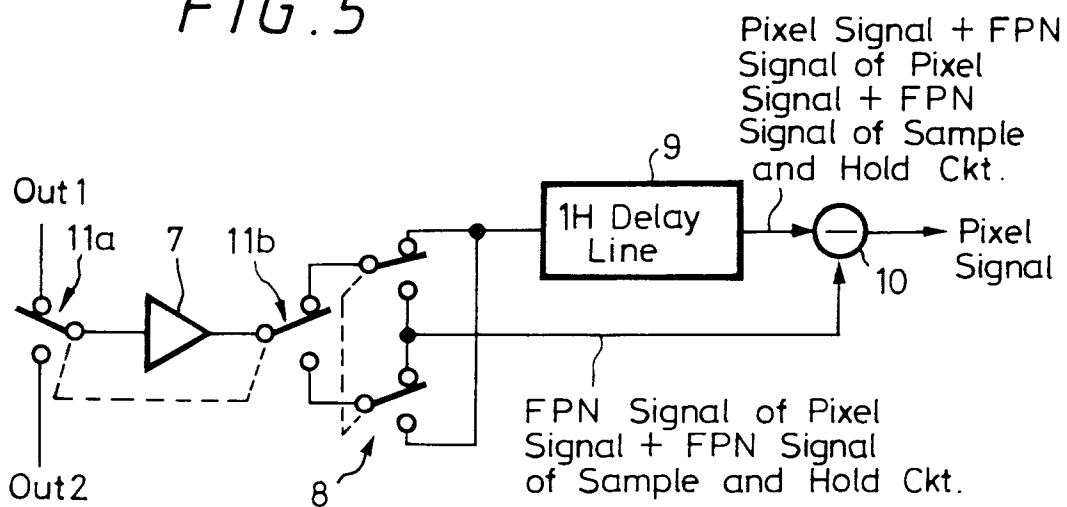 FIG.5
Pixel Signal + FPN
Signal of Pixel
Signal + FPN
Signal of Sample
and Hold Ckt.
9
Out1
11a
7
11b
1H Delay
Line
Pixel
Signal
10
FPN Signal of Pixel
Signal + FPN Signal
of Sample and Hold Ckt.
Out2
8